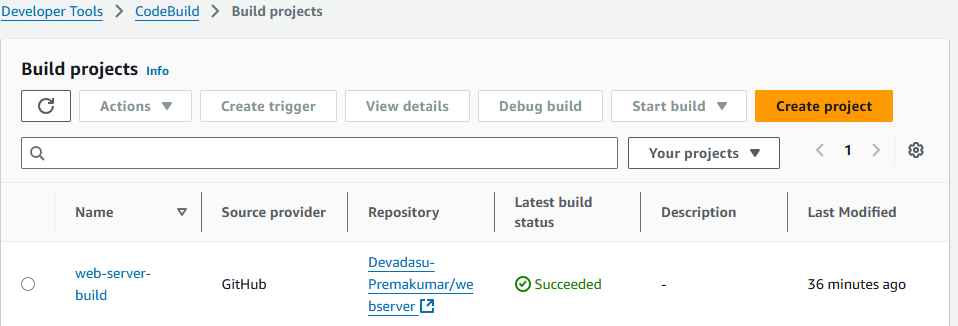 Developer Tools > CodeBuild > Build projects
Build projects Info
Actions Create trigger View details Debug build Start build Create project
Your projects 1
Name Source provider Repository Latest build status Description Last Modified
web-server-
build
GitHub
Devadasu-
Premakumar/we
bserver
Succeeded
-
36 minutes ago